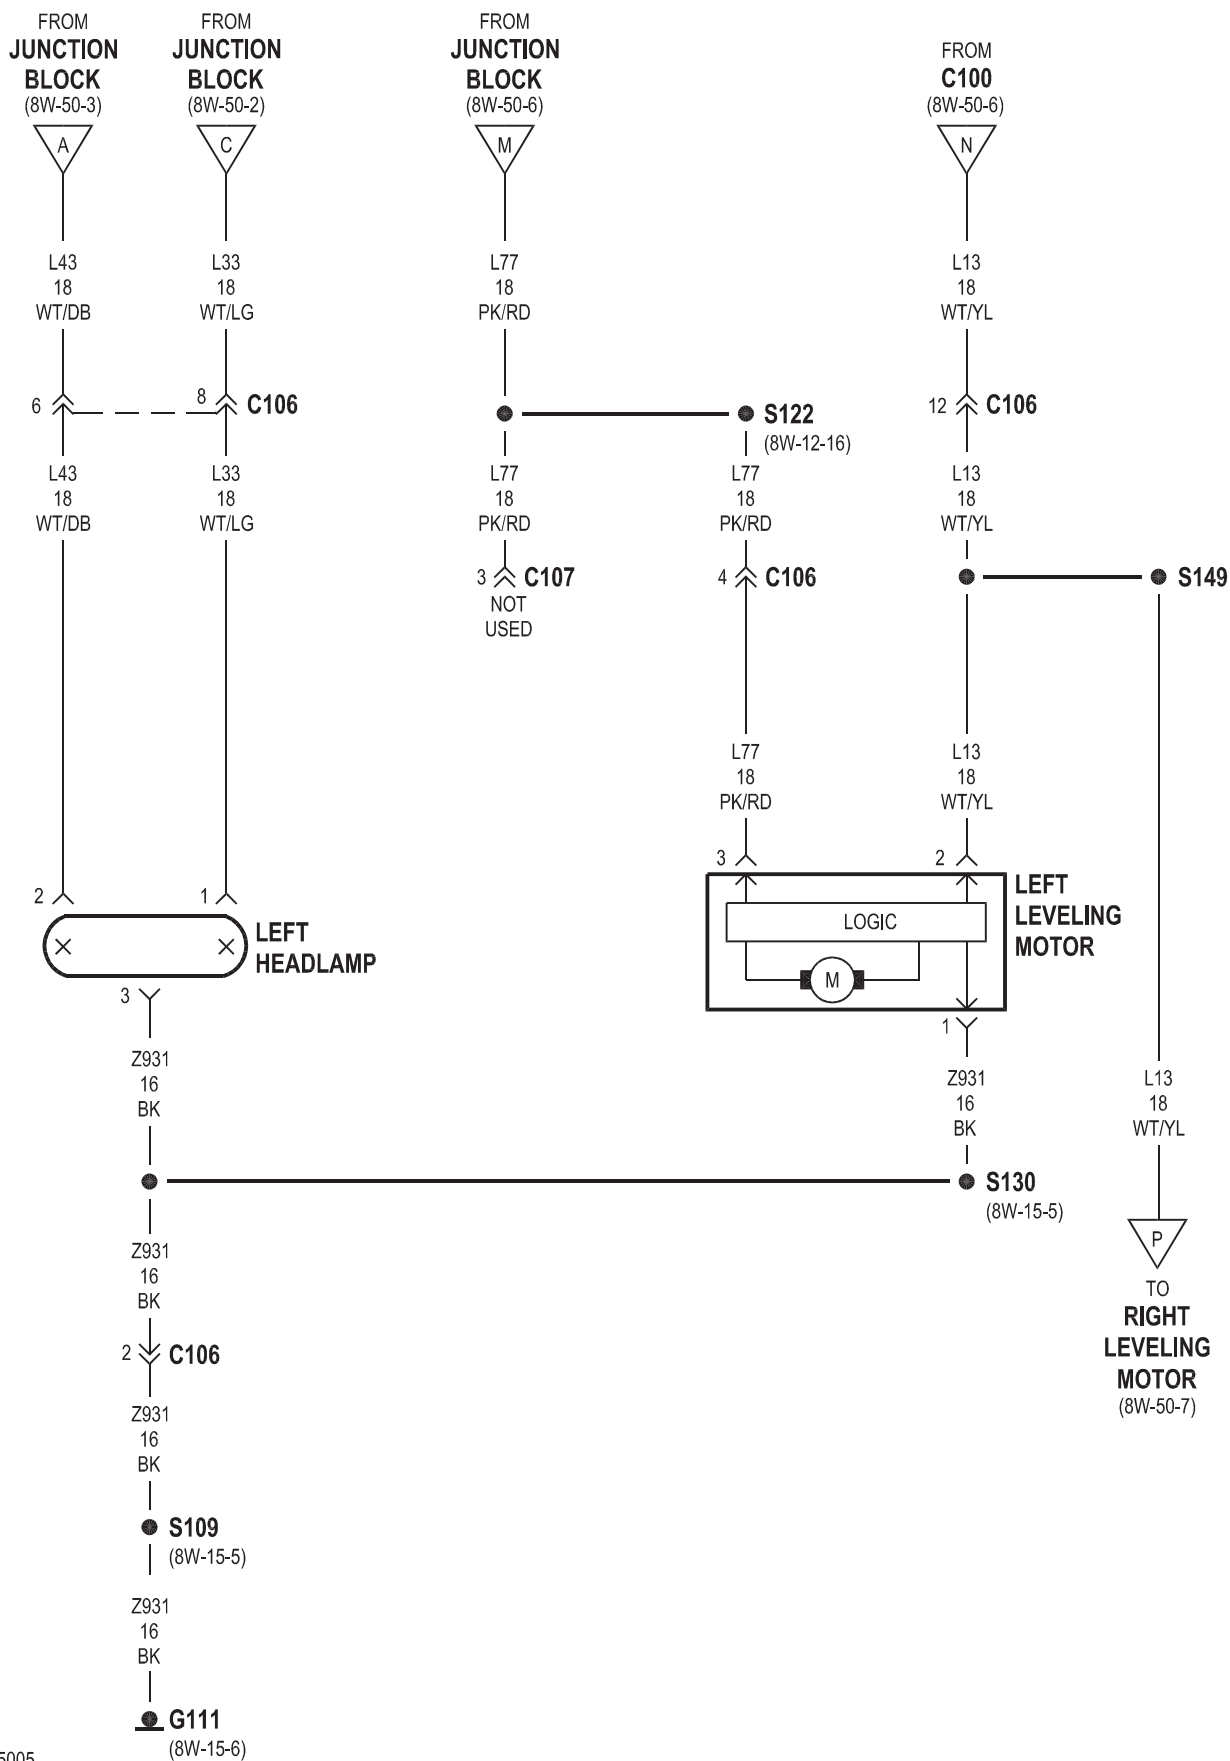 FROM
JUNCTION
BLOCK
(8W-50-3)
A
FROM
JUNCTION
BLOCK
(8W-50-2)
C
FROM
JUNCTION
BLOCK
(8W-50-6)
M
FROM
C100
(8W-50-6)
N
L43
18
WT/DB
L33
18
WT/LG
L77
18
PK/RD
L13
18
WT/YL
6
8
C106
S122
(8W-12-16)
12
C106
L43
18
WT/DB
L33
18
WT/LG
L77
18
PK/RD
L77
18
PK/RD
L13
18
WT/YL
3
C107
NOT
USED
4
C106
S149
L77
18
PK/RD
L13
18
WT/YL
3
2
LEFT
LEVELING
MOTOR
LOGIC
M
1
2
1
LEFT
HEADLAMP
3
Z931
16
BK
Z931
16
BK
L13
18
WT/YL
S130
(8W-15-5)
P
TO
RIGHT
LEVELING
MOTOR
(8W-50-7)
Z931
16
BK
2
C106
Z931
16
BK
S109
(8W-15-5)
Z931
16
BK
G111
(8W-15-6)